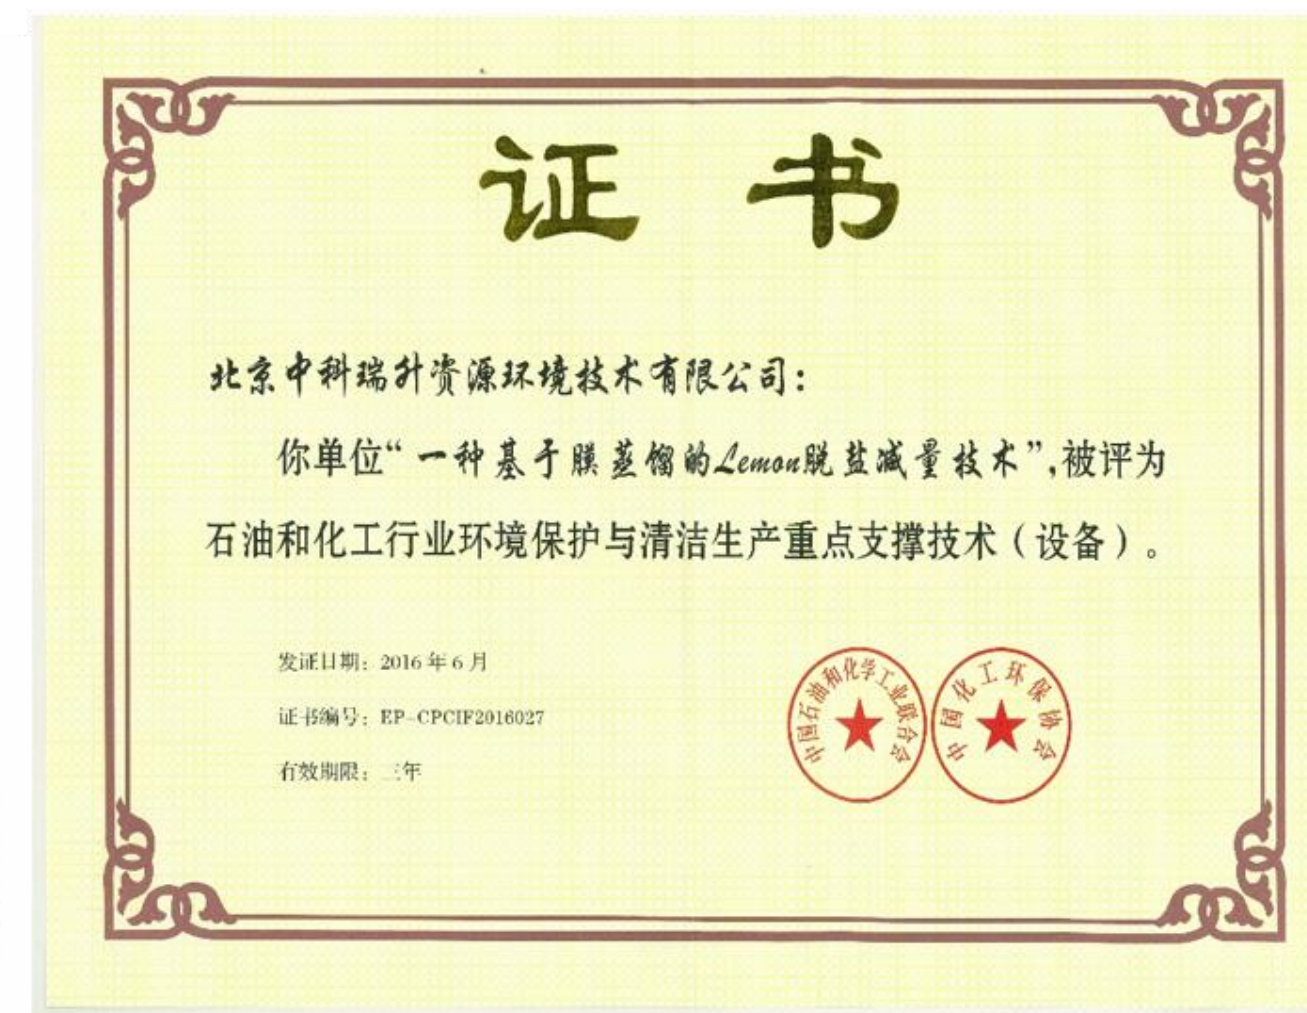 证书
北京中科瑞升资源环境技术有限公司：
你单位“一种基于膜蒸馏的Lemon脱盐减量技术”，被评为
石油和化工行业环境保护与清洁生产重点支撑技术（设备）。
发证日期：2016年6月
证书编号：EP-CPCIF2016027
有效期限：三年
中国石油和化学工业联合会
中国化工环保协会